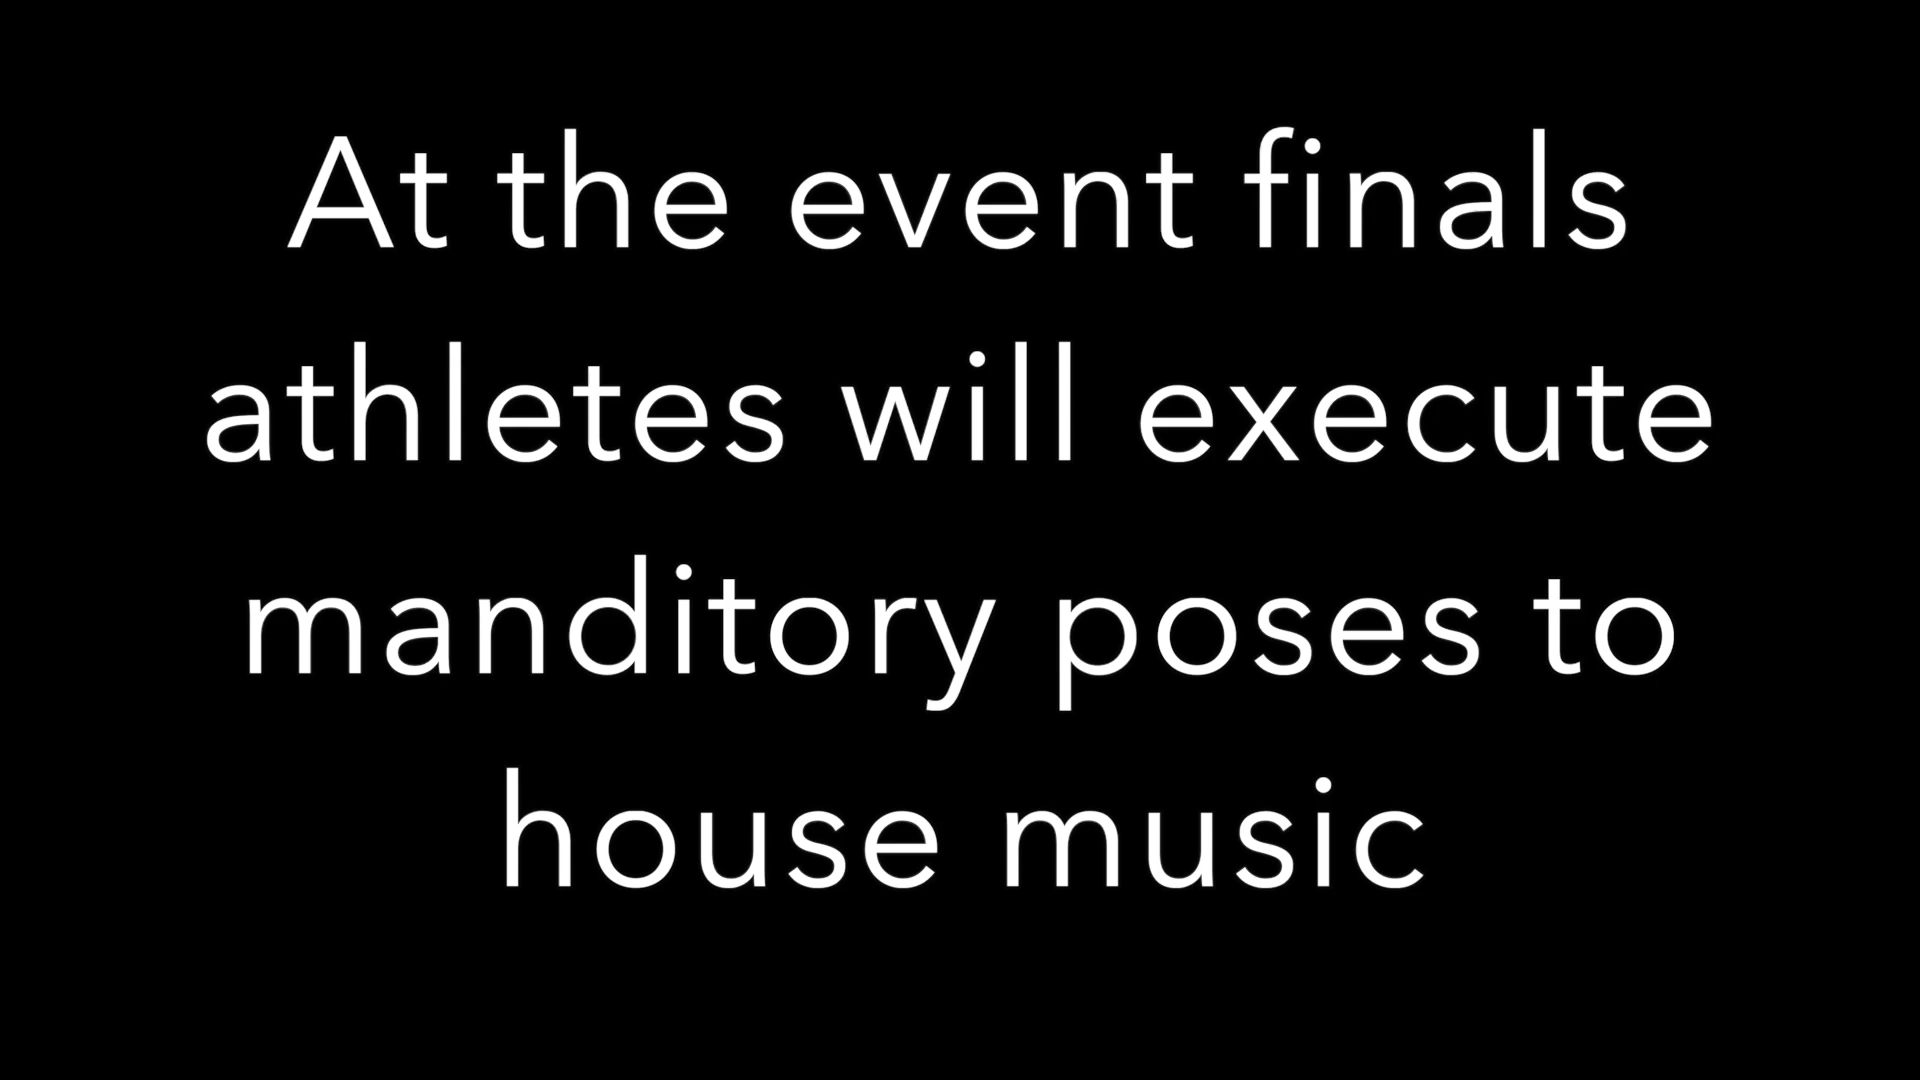 At the event finals
athletes will execute
manditory poses to
house music